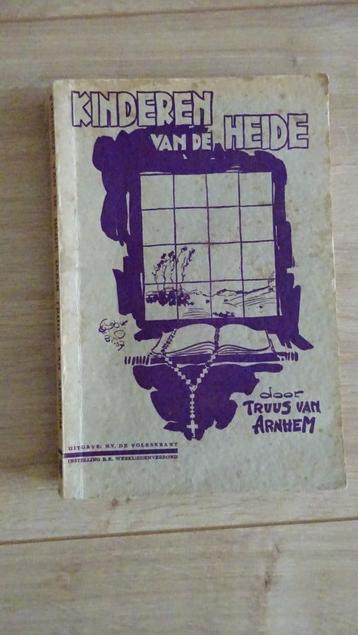 KINDEREN
VAN DE HEIDE
door
TRUUS VAN
ARNHEM
UITGAVE: N.V. DE VOLKSKRANT
INSTELLING R.K. WERKLIEDENVERBOND